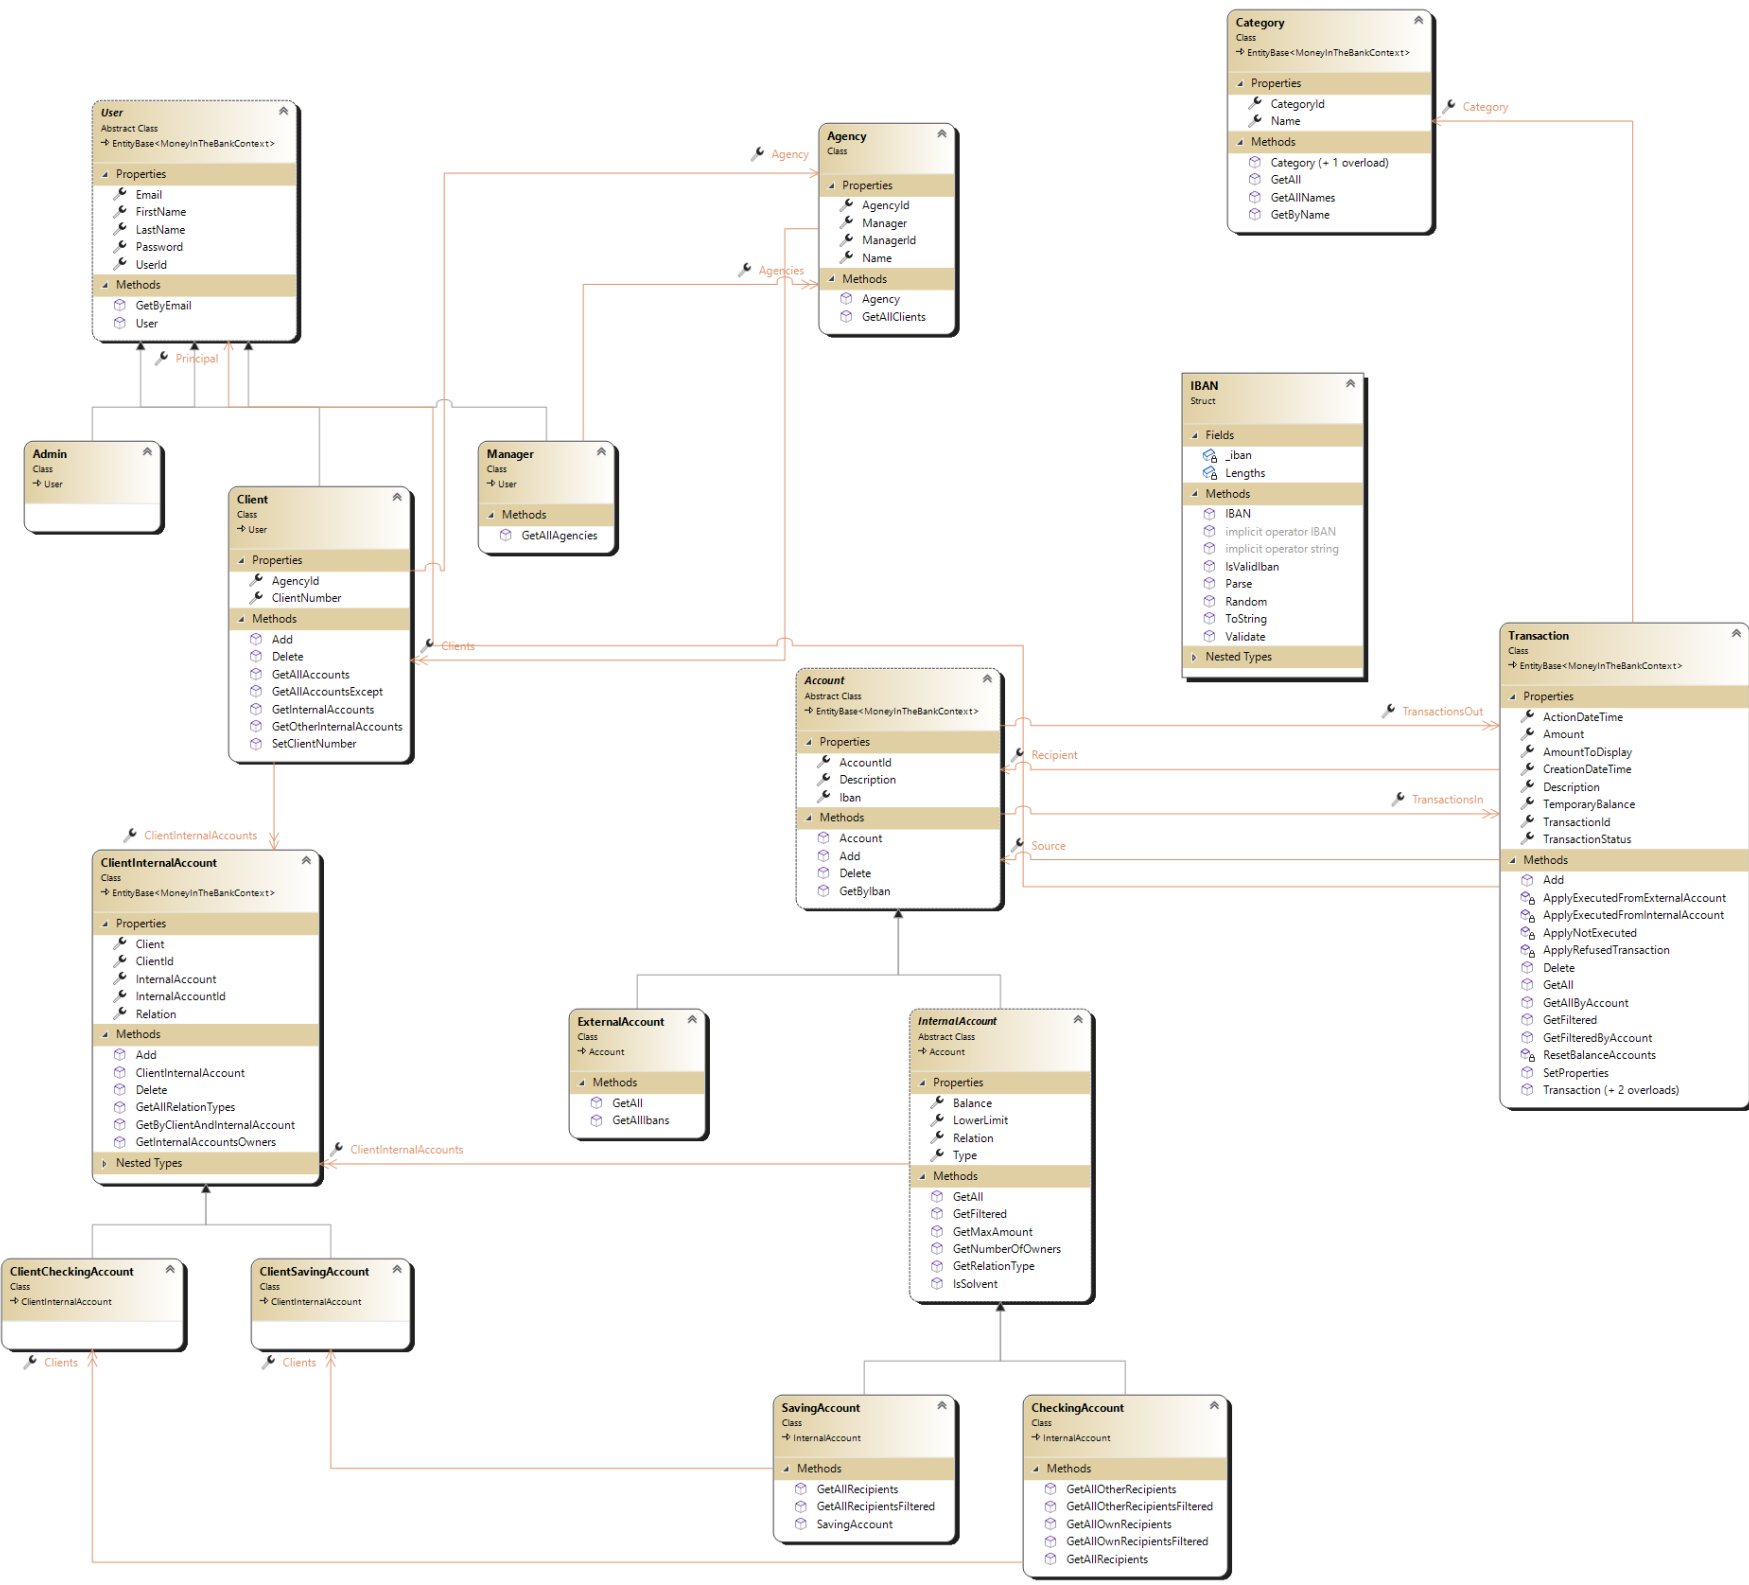 Category
Class
EntityBase<MoneyInTheBankContext>
Properties
CategoryId
Name
Methods
Category (+ 1 overload)
GetAll
GetAllNames
GetByName
Category
User
Abstract Class
EntityBase<MoneyInTheBankContext>
Properties
Email
FirstName
LastName
Password
UserId
Methods
GetByEmail
User
Principal
Agency
Agency
Class
Properties
AgencyId
Manager
ManagerId
Name
Methods
Agency
GetAllClients
Agencies
IBAN
Struct
Fields
_iban
Lengths
Methods
IBAN
implicit operator IBAN
implicit operator string
IsValidIban
Parse
Random
ToString
Validate
Nested Types
Admin
Class
User
Manager
Class
User
Methods
GetAllAgencies
Client
Class
User
Properties
AgencyId
ClientNumber
Methods
Add
Delete
GetAllAccounts
GetAllAccountsExcept
GetInternalAccounts
GetOtherInternalAccounts
SetClientNumber
Clients
Account
Abstract Class
EntityBase<MoneyInTheBankContext>
Properties
AccountId
Description
Iban
Methods
Account
Add
Delete
GetByIban
TransactionsOut
Recipient
TransactionsIn
Source
Transaction
Class
EntityBase<MoneyInTheBankContext>
Properties
ActionDateTime
Amount
AmountToDisplay
CreationDateTime
Description
TemporaryBalance
TransactionId
TransactionStatus
Methods
Add
ApplyExecutedFromExternalAccount
ApplyExecutedFromInternalAccount
ApplyNotExecuted
ApplyRefusedTransaction
Delete
GetAll
GetAllByAccount
GetFiltered
GetFilteredByAccount
ResetBalanceAccounts
SetProperties
Transaction (+ 2 overloads)
ClientInternalAccounts
ClientInternalAccount
Class
EntityBase<MoneyInTheBankContext>
Properties
Client
ClientId
InternalAccount
InternalAccountId
Relation
Methods
Add
ClientInternalAccount
Delete
GetAllRelationTypes
GetByClientAndInternalAccount
GetInternalAccountsOwners
Nested Types
ClientInternalAccounts
ExternalAccount
Class
Account
Methods
GetAll
GetAllIbans
InternalAccount
Abstract Class
Account
Properties
Balance
LowerLimit
Relation
Type
Methods
GetAll
GetFiltered
GetMaxAmount
GetNumberOfOwners
GetRelationType
IsSolvent
ClientCheckingAccount
Class
ClientInternalAccount
Clients
ClientSavingAccount
Class
ClientInternalAccount
Clients
SavingAccount
Class
InternalAccount
Methods
GetAllRecipients
GetAllRecipientsFiltered
SavingAccount
CheckingAccount
Class
InternalAccount
Methods
GetAllOtherRecipients
GetAllOtherRecipientsFiltered
GetAllOwnRecipients
GetAllOwnRecipientsFiltered
GetAllRecipients